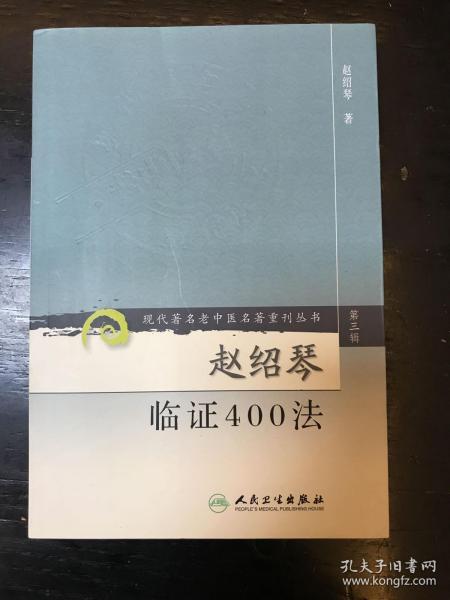 赵绍琴 著
现代著名老中医名著重刊丛书
第三辑
赵绍琴
临证400法
人民卫生出版社
PEOPLE'S MEDICAL PUBLISHING HOUSE
孔夫子旧书网
www.kongfz.com